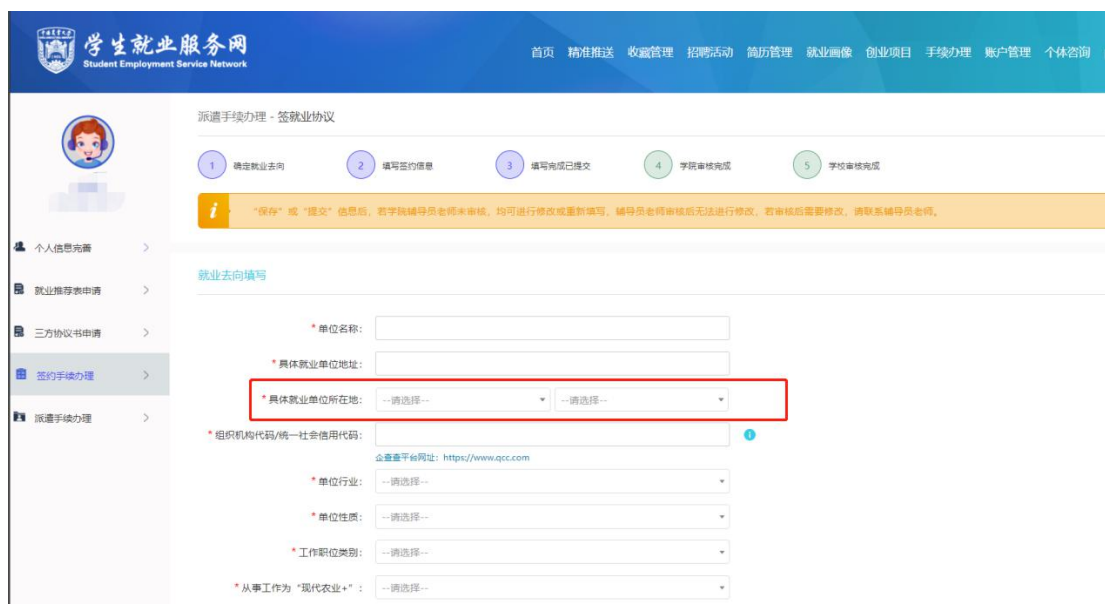 学生就业服务网
Student Employment Service Network
首页 精准推送 收藏管理 招聘活动 简历管理 就业画像 创业项目 手续办理 账户管理 个体咨询
派遣手续办理 - 签就业协议
1 确定就业去向 2 填写签约信息 3 填写完成已提交 4 学院审核完成 5 学校审核完成
i “保存”或“提交”信息后，若学院辅导员老师未审核，均可进行修改或重新填写，辅导员老师审核后无法进行修改，若审核后需要修改，请联系辅导员老师。
个人信息完善 >
就业推荐表申请 >
三方协议书申请 >
签约手续办理 >
派遣手续办理 >
就业去向填写
* 单位名称：
* 具体就业单位地址：
* 具体就业单位所在地： --请选择-- --请选择--
* 组织机构代码/统一社会信用代码：
企查查平台网址：https://www.qcc.com
* 单位行业： --请选择--
* 单位性质： --请选择--
* 工作职位类别： --请选择--
* 从事工作为“现代农业+”： --请选择--